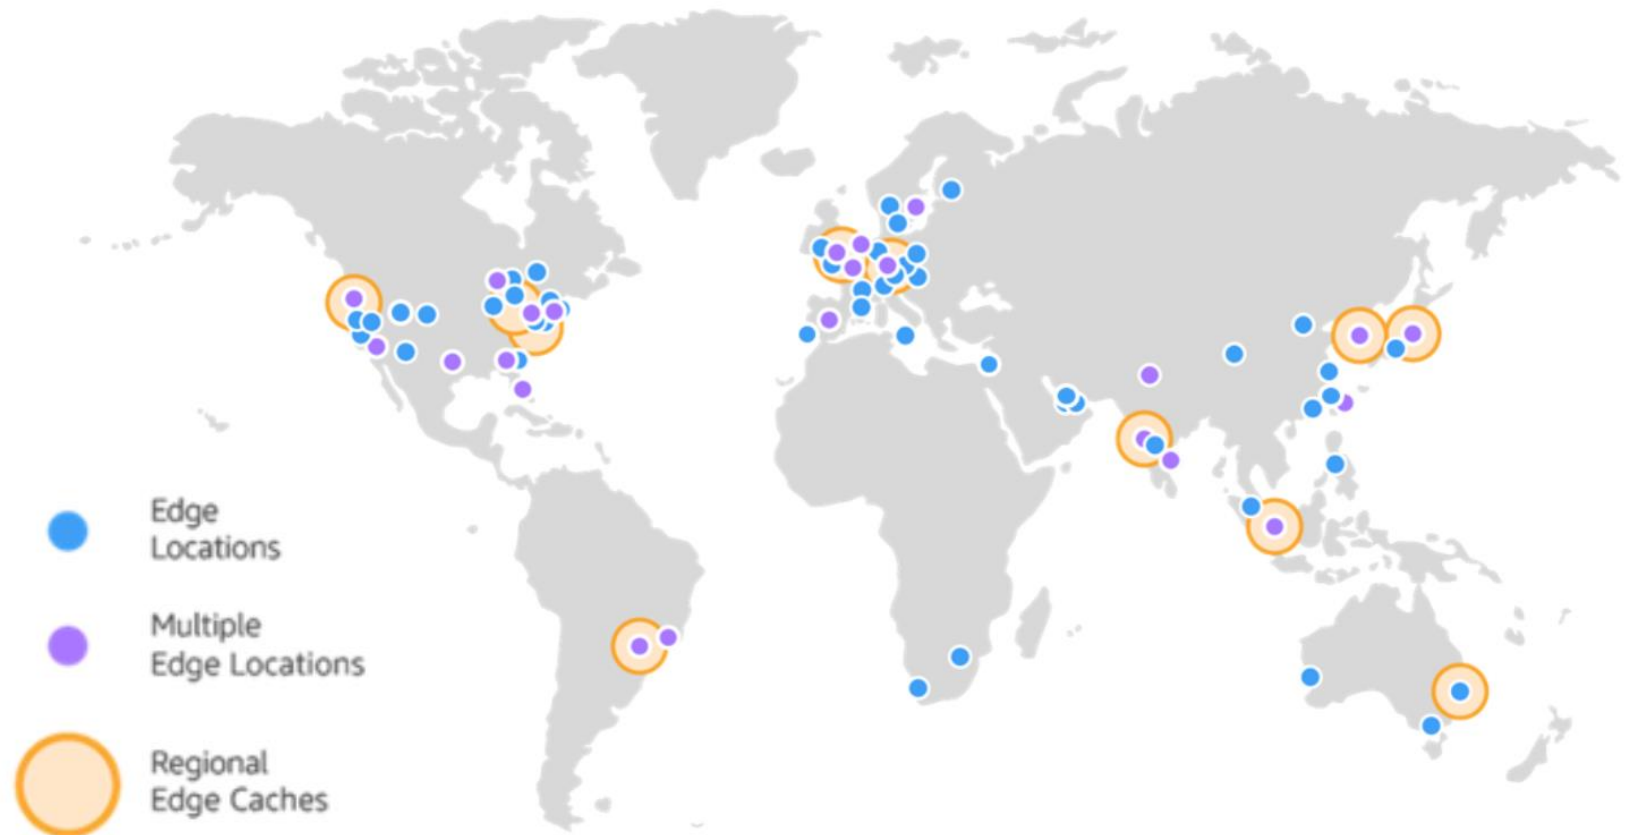 Edge
Locations
Multiple
Edge Locations
Regional
Edge Caches